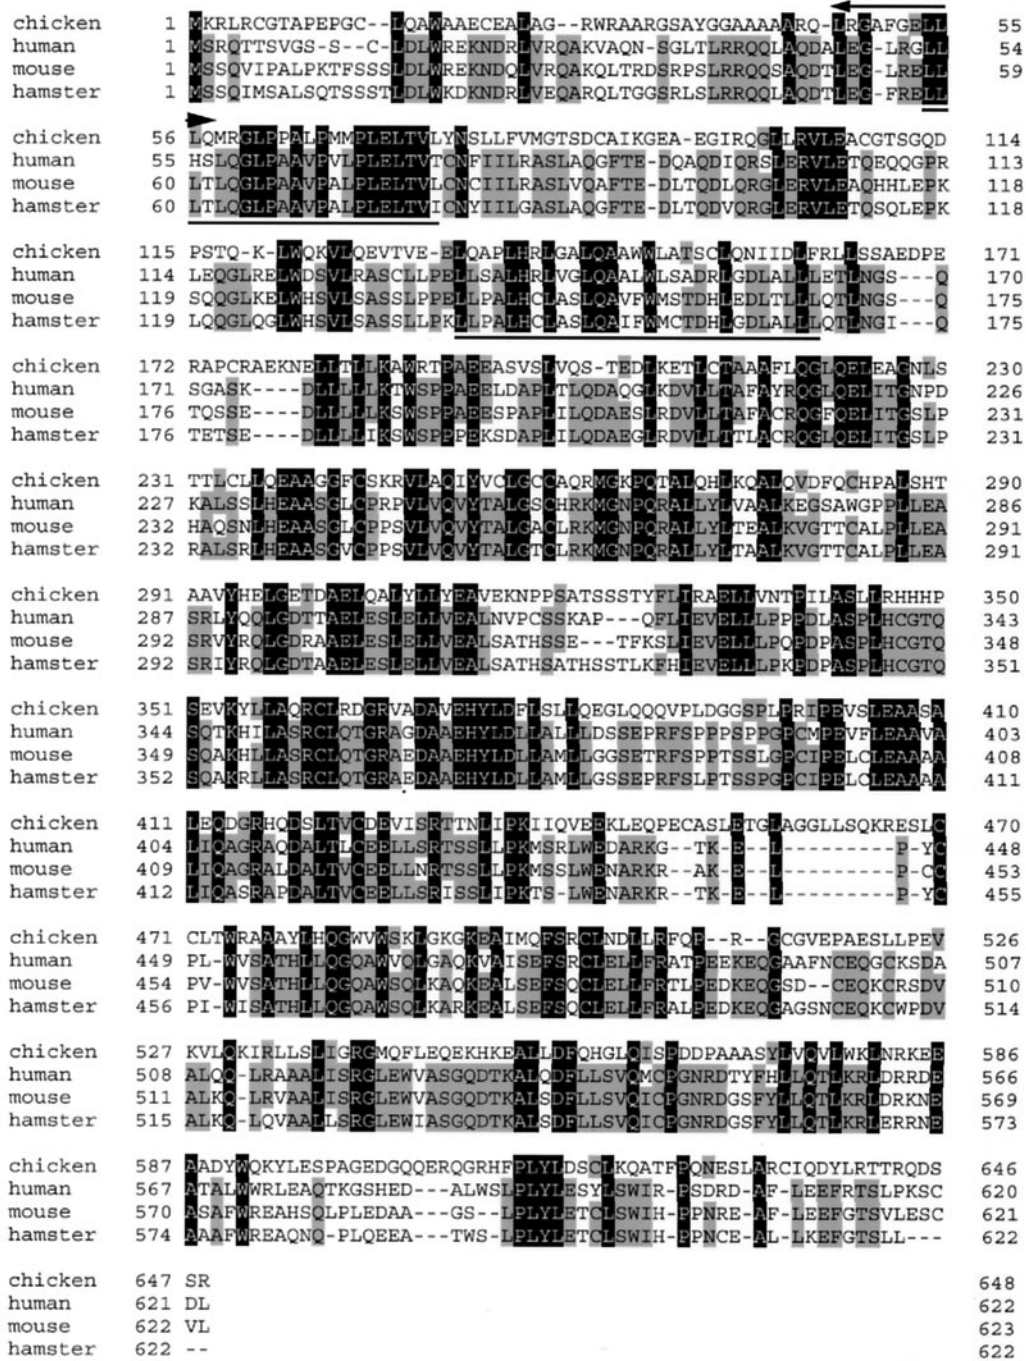 chicken 1 MKRLRCGTAPEPGC--LQAWAAECEALAG--RWRAARGSAYGGAAAAARQ-LRGAFGELL 55
human 1 MSRQTTSVGS-S--C-LDLWREKNDRLVRQAKVAQN-SGLTLRRQQLAQDALEG-LRGLL 54
mouse 1 MSSQVIPALPKTFSSSLDLWREKNDQLVRQAKQLTRDSRPSLRRQQSAQDTLEG-LRELL 59
hamster 1 MSSQIMSALSQTSSSTLDLWKDKNDRLVEQARQLTGGSRLSLRRQQLAQDTLEG-FREL​L
chicken 56 LQMRGLPPALPMMPLELTVLYNSLLFVMGTSDCAIKGEA-EGIRQGLLRVLEACGTSGQD 114
human 55 HSLQGLPAAVPVLPLELTVTCNFIILRASLAQGFTE-DQAQDIQRSLERVLETQEQQGPR 113
mouse 60 LTLQGLPAAVPALPLELTVLCNCIILRASLVQAFTE-DLTQDLQRGLERVLEAQHHLEPK 118
hamster 60 LTLQGLPAAVPALPLELTVICNYIILGASLAQGFTE-DLTQDVQRGLERVLETQSQLEPK 118
chicken 115 PSTQ-K-LWQKVLQEVTVE-ELQAPLHRLGALQAAWWLATSCLQNIIDLFRLLSSAEDPE 171
human 114 LEQGLRELWDSVLRASCLLPELLSALHRLVGLQAALWLSADRLGDLALLLETLNGS---Q 170
mouse 119 SQQGLKELWHSVLSASSLPPELLPALHCLASLQAVFWMSTDHLEDLTLLLQTLNGS---Q 175
hamster 119 LQQGLQGLWHSVLSASSLLPKLLPALHCLASLQAIFWMCTDHLGDLALLLQTLNGI---Q 175
chicken 172 RAPCRAEKNELLTLLKAWRTPAEEASVSLVQS-TEDLKETLCTAAAFLQGLQELEAGNLS 230
human 171 SGASK----DLLLLLKTWSPPAEELDAPLTLQDAQGLKDVLLTAFAYRQGLQELITGNPD 226
mouse 176 TQSSE----DLLLLLKSWSPPAEESPAPLILQDAESLRDVLLTAFACRQGFQELITGSLP 231
hamster 176 TETSE----DLLLLIKSWSPPPEKSDAPLILQDAEGLRDVLLTTLACRQGLQELITGSLP 231
chicken 231 TTLCLLQEAAGGFCSKRVLAQIYVCLGCCAQRMGKPQTALQHLKQALQVDFQCHPALSHT 290
human 227 KALSSLHEAASGLCPRPVLVQVYTALGSCHRKMGNPQRALLYLVAALKEGSAWGPPLLEA 286
mouse 232 HAQSNLHEAASGLCPPSVLVQVYTALGACLRKMGNPQRALLYLTEALKVGTTCALPLLEA 291
hamster 232 RALSRLHEAASGVCPPSVLVQVYTALGTCLRKMGNPQRALLYLTAALKVGTTCALPLLEA 291
chicken 291 AAVYHELGETDAELQALYLLYEAVEKNPPSATSSSTYFLIRAELLVNTPILASLLRHHHP 350
human 287 SRLYQQLGDTTAELESLELLVEALNVPCSSKAP---QFLIEVELLLPPPDLASPLHCGTQ 343
mouse 292 SRVYRQLGDRAAELESLELLVEALSATHSSE---TFKSLIEVELLLPQPDPASPLHCGTQ 348
hamster 292 SRIYRQLGDTAAELESLELLVEALSATHSATHSSTLKFHIEVELLLPKPDPASPLHCGTQ 351
chicken 351 SEVKYLLAQRCLRDGRVADAVEHYLDFLSLLQEGLQQQVPLDGGSPLPRIPEVSLEAASA 410
human 344 SQTKHILASRCLQTGRAGDAAEHYLDLLALLLDSSEPRFSPPPSPPGPCMPEVFLEAAVA 403
mouse 349 SQAKHLLASRCLQTGRAEDAAEHYLDLLAMLLGGSETRFSPPTSSLGPCIPELCLEAAAA 408
hamster 352 SQAKRLLASRCLQTGRAEDAAEHYLDLLAMLLGSSEPRFSLPTSSPGPCIPELCLEAAAA 411
chicken 411 LEQDGRHQDSLTVCDEVISRTTNLIPKIIQVEEKLEQPECASLETGLAGGLLSQKRESLC 470
human 404 LIQAGRAQDALTLCEELLSRTSSLLPKMSRLWEDARKG--TK-E--L---------P-YC 448
mouse 409 LIQAGRALDALTVCEELLNRTSSLLPKMSSLWENARKR--AK-E--L---------P-CC 453
hamster 412 LIQASRAPDALTVCEELLSRISSLLPKTS-LWENARKR--TK-E--L---------P-YC 455
chicken 471 CLTWRAAAYLHQGWVWSKLGKGKEAIMQFSRCLNDLLRFQP--R--GCGVEPAESLLPEV 526
human 449 PL-WVSATHLLQGQAWVQLGAQKVAISEFSRCLELLFRATPEEKEQGAAFNCEQGCKSDA 507
mouse 454 PV-WVSATHLLQGQAWSQLKAQKEALSEFSQCLELLFRTLPEDKEQGSD--CEQKCRSDV 510
hamster 456 PI-WISATHLLQGQAWSQLKARKEALSEFSQCLELLFRALPEDKEQGAGSNCEQKCWPDV 514
chicken 527 KVLQKIRLLSLIGRGMQFLEQEKHKEALLDFQHGLQISPDDPAAASYLVQVLWKLNRKEE 586
human 508 ALQQ-LRAAALISRGLEWVASGQDTKALQDFLLSVQMCPGNRDTYFHLLQTLKRLDRRDE 566
mouse 511 ALKQ-LRVAALISRGLEWVASGQDTKALSDFLLSVQICPGNRDGSFYLLQTLKRLDRKNE 569
hamster 515 ALKQ-LQVAALLSRGLEWIASGQDTKALSDFLLSVQICPGNRDGSFYLLQTLKRLERRNE 573
chicken 587 AADYWQKYLESPAGEDGQQERQGRHFPLYLDSCLKQATFPQNESLARCIQDYLRTTRQDS 646
human 567 ATALWWRLEAQTKGSHED---ALWSLPLYLESYLSWIR-PSDRD-AF-LEEFRTSLPKSC 620
mouse 570 ASAFWREAHSQLPLEDAA---GS--LPLYLETCLSWIH-PPNRE-AF-LEEFGTSVLESC 621
hamster 574 AAAFWREAQNQ-PLQEEA---TWS-LPLYLETCLSWIH-PPNCE-AL-LKEFGTSLL--- 622
chicken 647 SR 648
human 621 DL 622
mouse 622 VL 623
hamster 622 -- 622